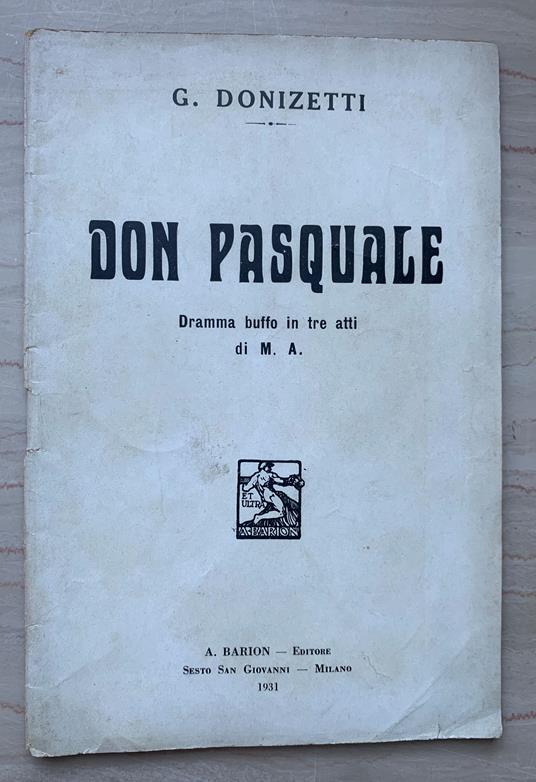 G. DONIZETTI
DON PASQUALE
Dramma buffo in tre atti
di M. A.
ET
ULTRA
A·BARION
A. BARION — Editore
Sesto San Giovanni — Milano
1931